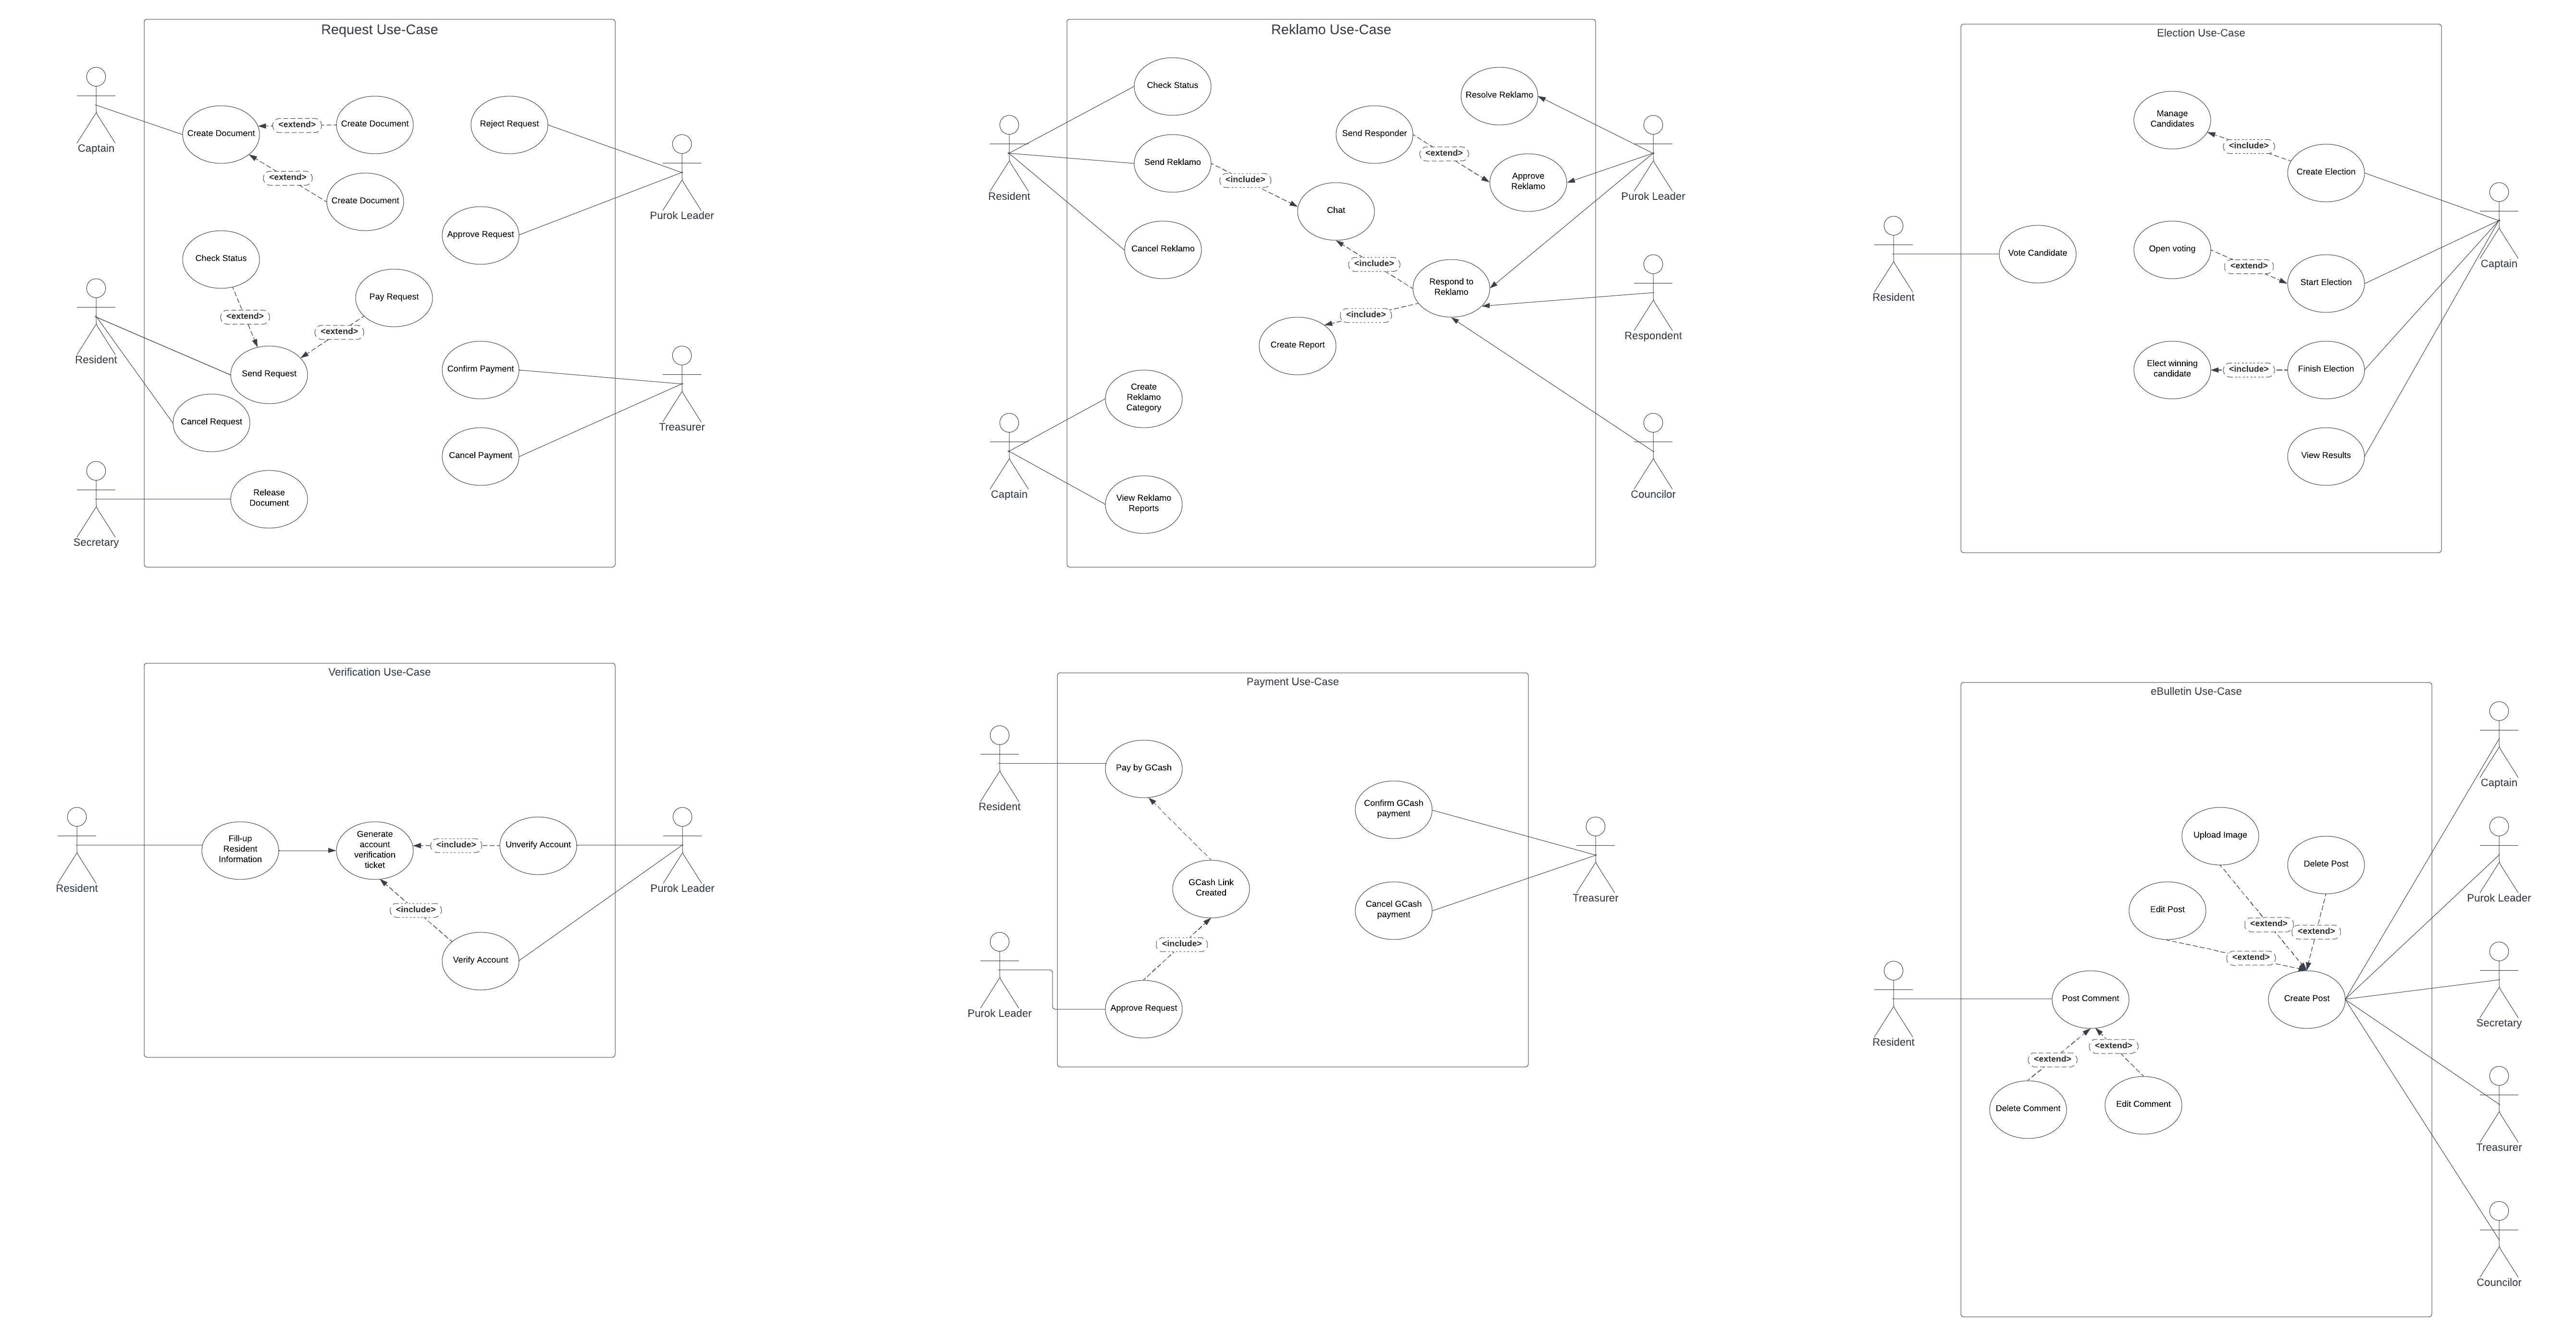 Request Use-Case
Captain
Create Document
<extend>
Create Document
<extend>
Create Document
Reject Request
Approve Request
Purok Leader
Check Status
<extend>
Pay Request
<extend>
Send Request
Resident
Cancel Request
Confirm Payment
Cancel Payment
Treasurer
Release
Document
Secretary
Reklamo Use-Case
Check Status
Send Reklamo
Cancel Reklamo
Resident
<include>
Chat
Send Responder
<extend>
Resolve Reklamo
Approve
Reklamo
Purok Leader
<include>
Respond to
Reklamo
<include>
Create Report
Respondent
Create
Reklamo
Category
Captain
View Reklamo
Reports
Councilor
Election Use-Case
Manage
Candidates
<include>
Create Election
Captain
Resident
Vote Candidate
Open voting
<extend>
Start Election
Elect winning
candidate
<include>
Finish Election
View Results
Verification Use-Case
Resident
Fill-up
Resident
Information
Generate
account
verification
ticket
<include>
Unverify Account
Purok Leader
<include>
Verify Account
Payment Use-Case
Resident
Pay by GCash
GCash Link
Created
<include>
Approve Request
Purok Leader
Confirm GCash
payment
Cancel GCash
payment
Treasurer
eBulletin Use-Case
Captain
Upload Image
Delete Post
Edit Post
<extend>
<extend>
<extend>
Create Post
Purok Leader
Resident
Post Comment
<extend>
<extend>
Delete Comment
Edit Comment
Secretary
Treasurer
Councilor